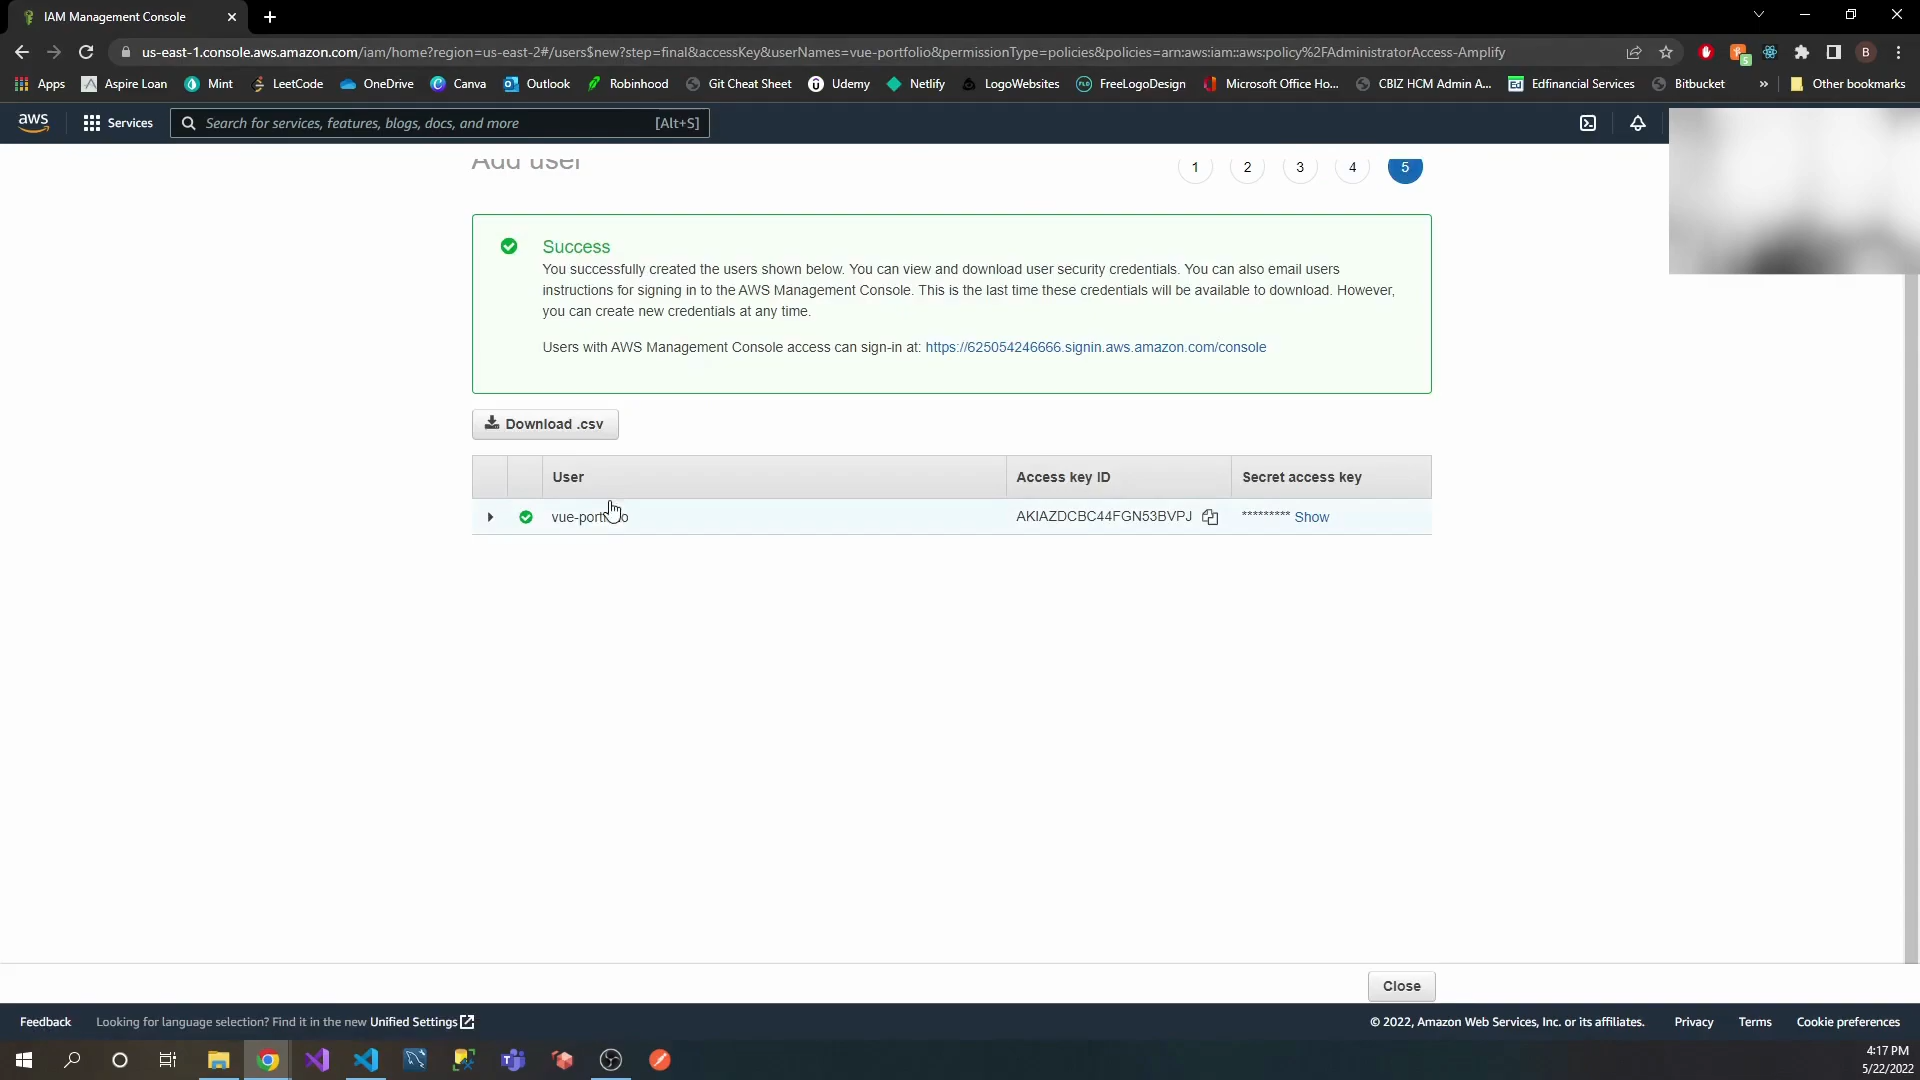 IAM Management Console
us-east-1.console.aws.amazon.com/iam/home?region=us-east-2#/users$new?step=final&accessKey&userNames=vue-portfolio&permissionType=policies&policies=arn:aws:iam::aws:policy%2FAdministratorAccess-Amplify
B
Apps Aspire Loan Mint LeetCode OneDrive Canva Outlook Robinhood Git Cheat Sheet Udemy Netlify LogoWebsites FreeLogoDesign Microsoft Office Ho... CBIZ HCM Admin A... Edfinancial Services Bitbucket » Other bookmarks
aws Services Search for services, features, blogs, docs, and more [Alt+S]
Add user 1 2 3 4 5
Success
You successfully created the users shown below. You can view and download user security credentials. You can also email users
instructions for signing in to the AWS Management Console. This is the last time these credentials will be available to download. However,
you can create new credentials at any time.
Users with AWS Management Console access can sign-in at: https://625054246666.signin.aws.amazon.com/console
Download .csv
User Access key ID Secret access key
vue-portfolio AKIAZDCBC44FGN53BVPJ ********* Show
Close
Feedback Looking for language selection? Find it in the new Unified Settings © 2022, Amazon Web Services, Inc. or its affiliates. Privacy Terms Cookie preferences
4:17 PM
5/22/2022